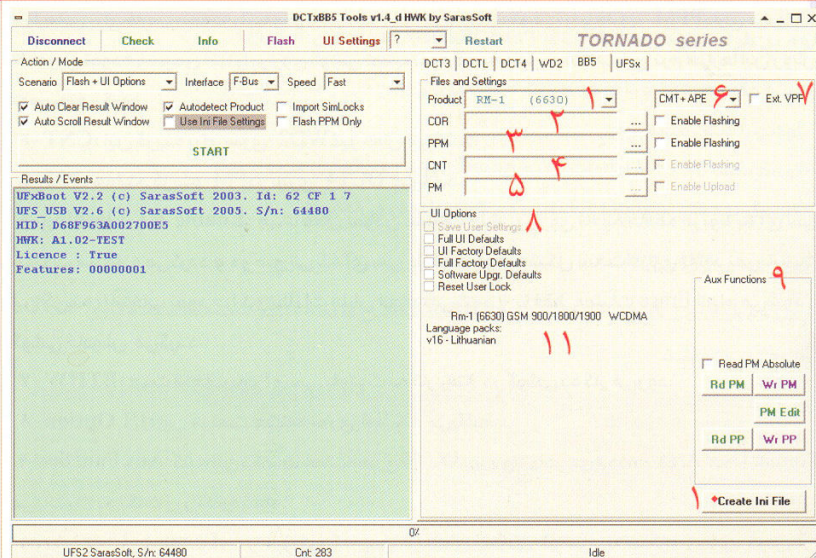 DCTxBB5 Tools v1.4_d HWK by SarasSoft
Disconnect Check Info Flash UI Settings ? Restart TORNADO series
Action / Mode
Scenario Flash + UI Options Interface F-Bus Speed Fast
Auto Clear Result Window Autodetect Product Import SimLocks
Auto Scroll Result Window Use Ini File Settings Flash PPM Only
START
Results / Events
UFxBoot V2.2 (c) SarasSoft 2003. Id: 62 CF 1 7
UFS_USB V2.6 (c) SarasSoft 2005. S/n: 64480
HID: D68F963A002700E5
HWK: A1.02-TEST
Licence : True
Features: 00000001
DCT3 DCTL DCT4 WD2 BB5 UFSx
Files and Settings
Product RM-1 (6630) ۱ CMT+APE ۶ Ext. VPP ۷
COR ۲ ... Enable Flashing
PPM ۳ ... Enable Flashing
CNT ۴ ... Enable Flashing
PM ۵ ... Enable Upload
UI Options ۸
Save User Settings
Full UI Defaults
UI Factory Defaults
Full Factory Defaults
Software Upgr. Defaults
Reset User Lock
Rm-1 (6630) GSM 900/1800/1900 WCDMA
Language packs:
v16 - Lithuanian ۱۱
Aux Functions ۹
Read PM Absolute
Rd PM Wr PM
PM Edit
Rd PP Wr PP
۱۰ Create Ini File
0%
UFS2 SarasSoft, S/n: 64480 Cnt: 283 Idle